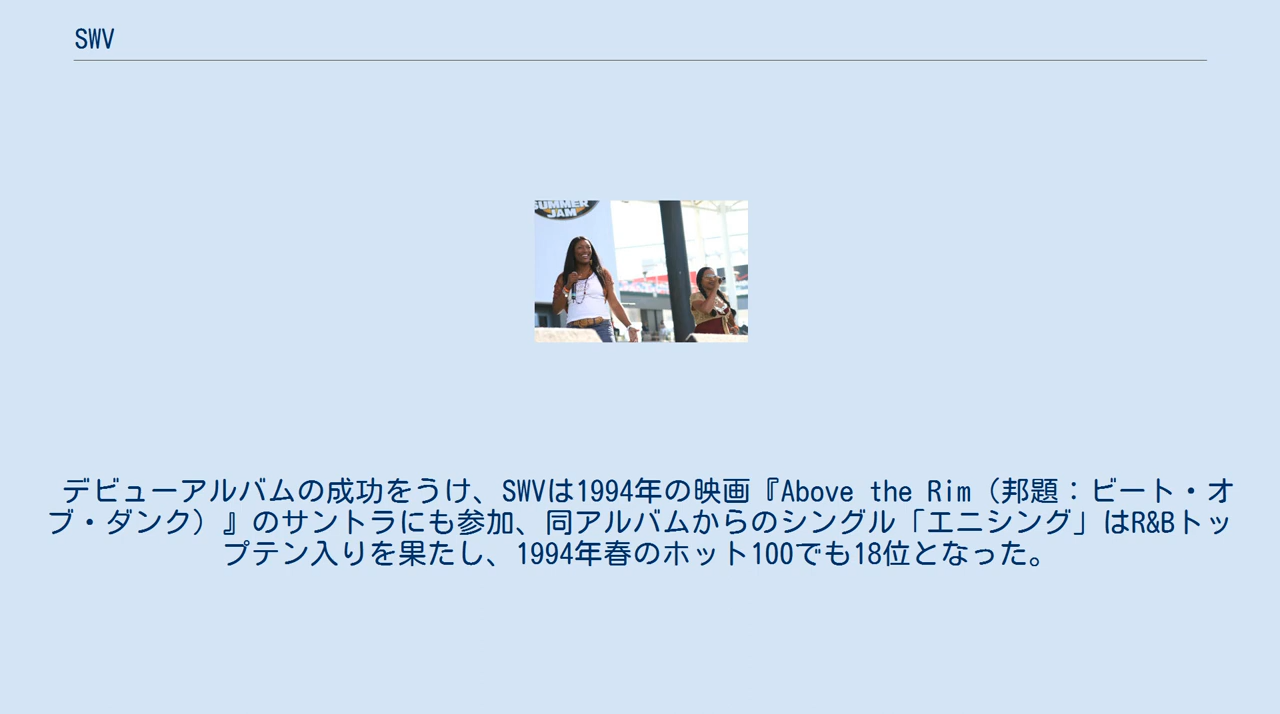 SWV
SUMMER
JAM
デビューアルバムの成功をうけ、SWVは1994年の映画『Above the Rim（邦題：ビート・オ
ブ・ダンク）』のサントラにも参加、同アルバムからのシングル「エニシング」はR&Bトッ
プテン入りを果たし、1994年春のホット100でも18位となった。